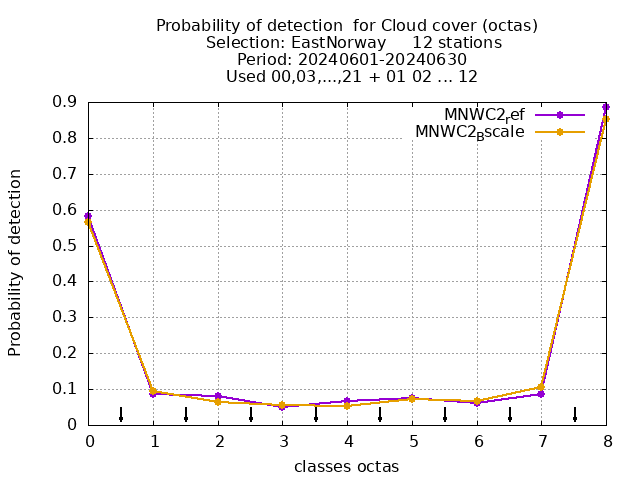 Probability of detection  for Cloud cover (octas)
Selection: EastNorway     12 stations
Period: 20240601-20240630
Used 00,03,...,21 + 01 02 ... 12
MNWC2_ref
MNWC2_Bscale
Probability of detection
0.9
0.8
0.7
0.6
0.5
0.4
0.3
0.2
0.1
0
0 1 2 3 4 5 6 7 8
classes octas